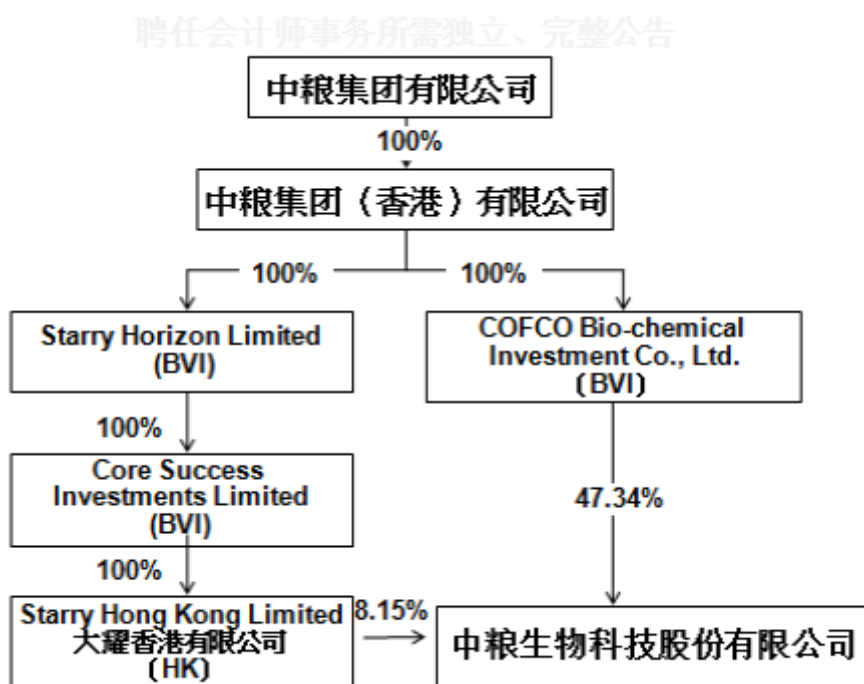 聘任会计师事务所需独立、完整公告
中粮集团有限公司
100%
中粮集团（香港）有限公司
100%
100%
Starry Horizon Limited
(BVI)
COFCO Bio-chemical
Investment Co., Ltd.
（BVI）
100%
Core Success
Investments Limited
(BVI)
47.34%
100%
Starry Hong Kong Limited
大耀香港有限公司
(HK)
8.15%
中粮生物科技股份有限公司